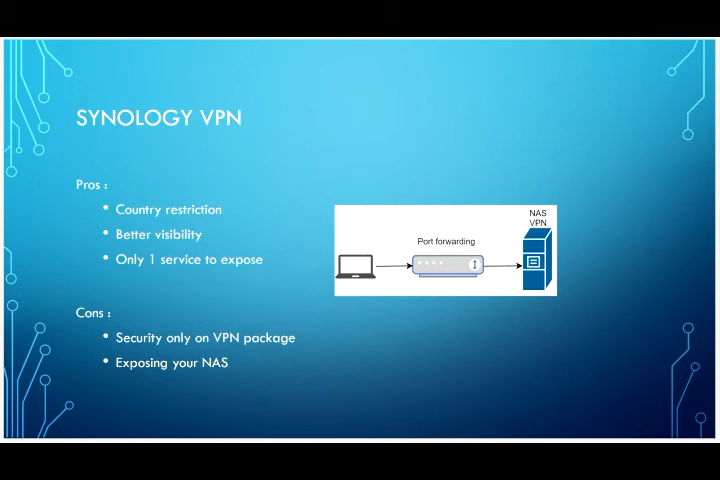 SYNOLOGY VPN
Pros :
• Country restriction
• Better visibility
• Only 1 service to expose
Cons :
• Security only on VPN package
• Exposing your NAS
NAS
VPN
Port forwarding